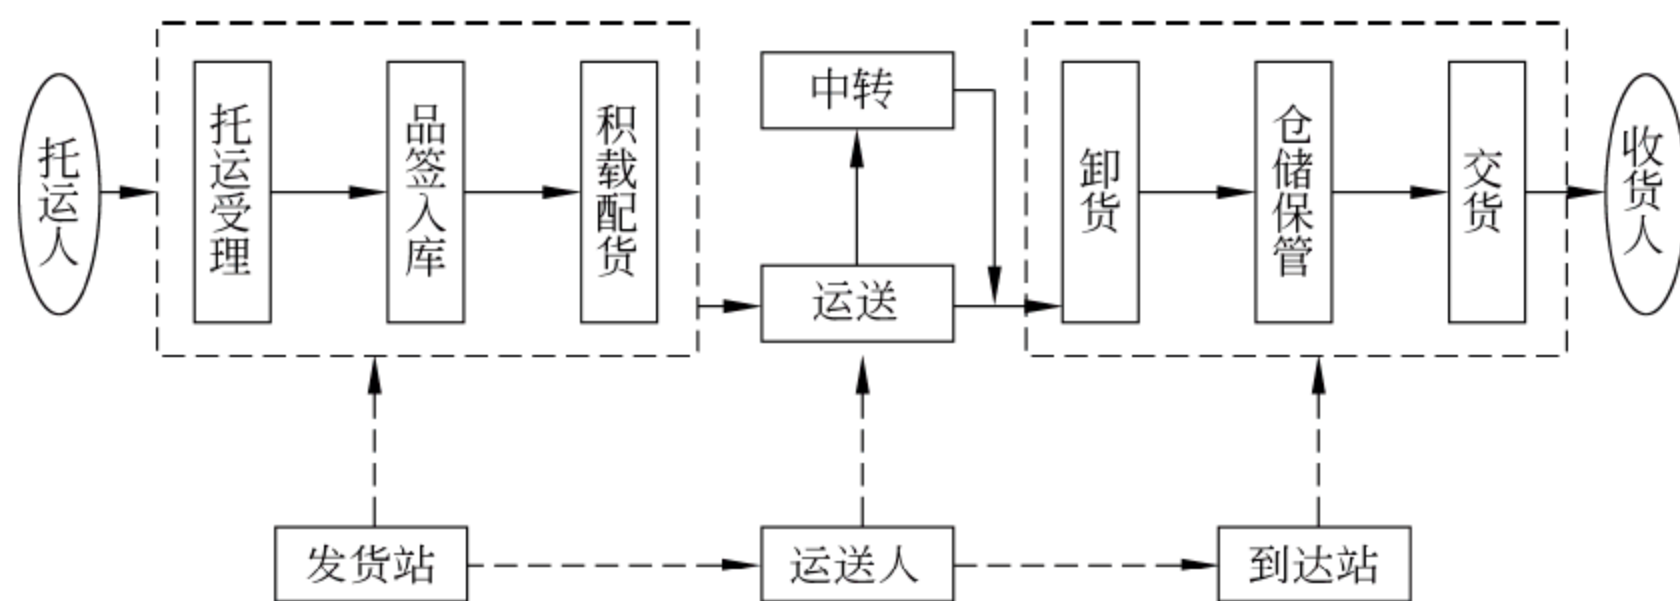 托运人
托运受理
品签入库
积载配货
中转
运送
卸货
仓储保管
交货
收货人
发货站
运送人
到达站